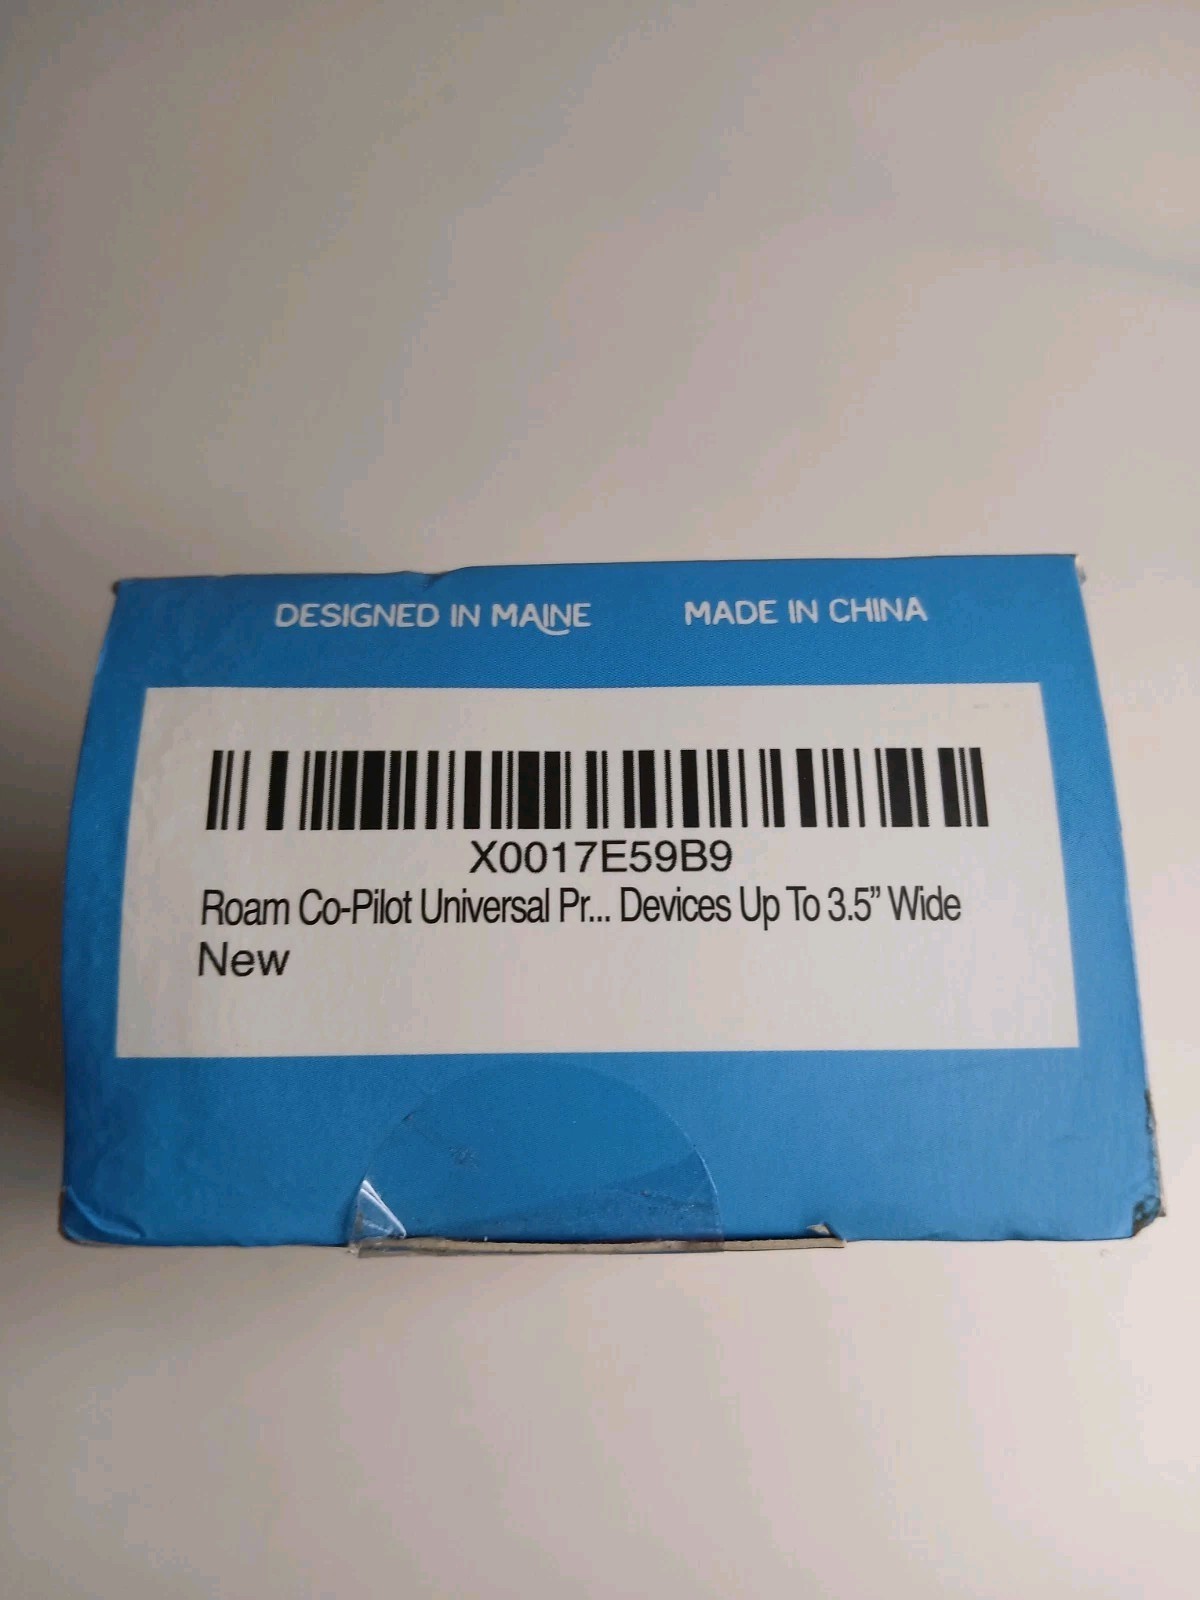 DESIGNED IN MAINE MADE IN CHINA
X0017E59B9
Roam Co-Pilot Universal Pr... Devices Up To 3.5” Wide
New